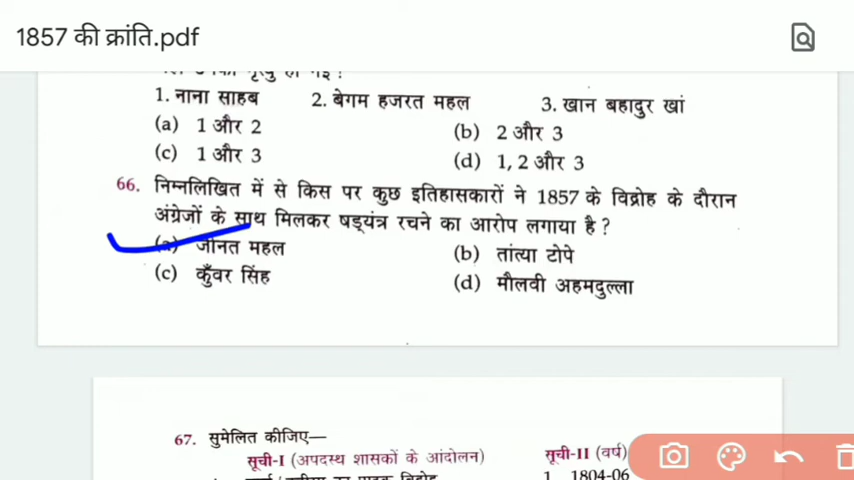 1857 की क्रांति.pdf
1. नाना साहब 2. बेगम हजरत महल 3. खान बहादुर खां
(a) 1 और 2 (b) 2 और 3
(c) 1 और 3 (d) 1, 2 और 3
66. निम्नलिखित में से किस पर कुछ इतिहासकारों ने 1857 के विद्रोह के दौरान
अंग्रेजों के साथ मिलकर षड्यंत्र रचने का आरोप लगाया है ?
(a) जीनत महल (b) तांत्या टोपे
(c) कुँवर सिंह (d) मौलवी अहमदुल्ला
67. सुमेलित कीजिए—
सूची-I (अपदस्थ शासकों के आंदोलन) सूची-II (वर्ष)
1. 1804-06